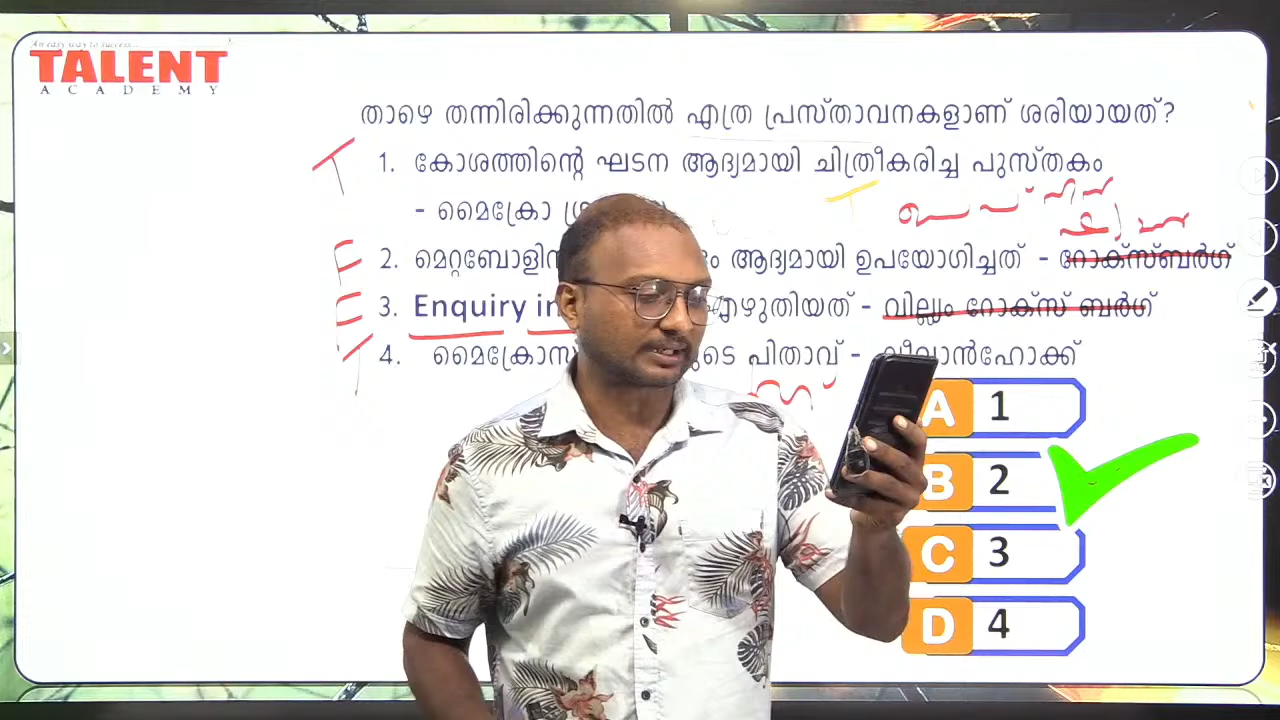 An easy way to success...
TALENT
ACADEMY
താഴെ തന്നിരിക്കുന്നതിൽ എത്ര പ്രസ്താവനകളാണ് ശരിയായത്?
T 1. കോശത്തിന്റെ ഘടന ആദ്യമായി ചിത്രീകരിച്ച പുസ്തകം
- മൈക്രോ
T
F 2. ആദ്യമായി ഉപയോഗിച്ചത് - റോക്സ്ബർഗ്
3. Enquiry എഴുതിയത് - വില്ല്യം റോക്സ് ബർഗ്
T 4. പിതാവ് -
A 1
B 2
C 3
D 4